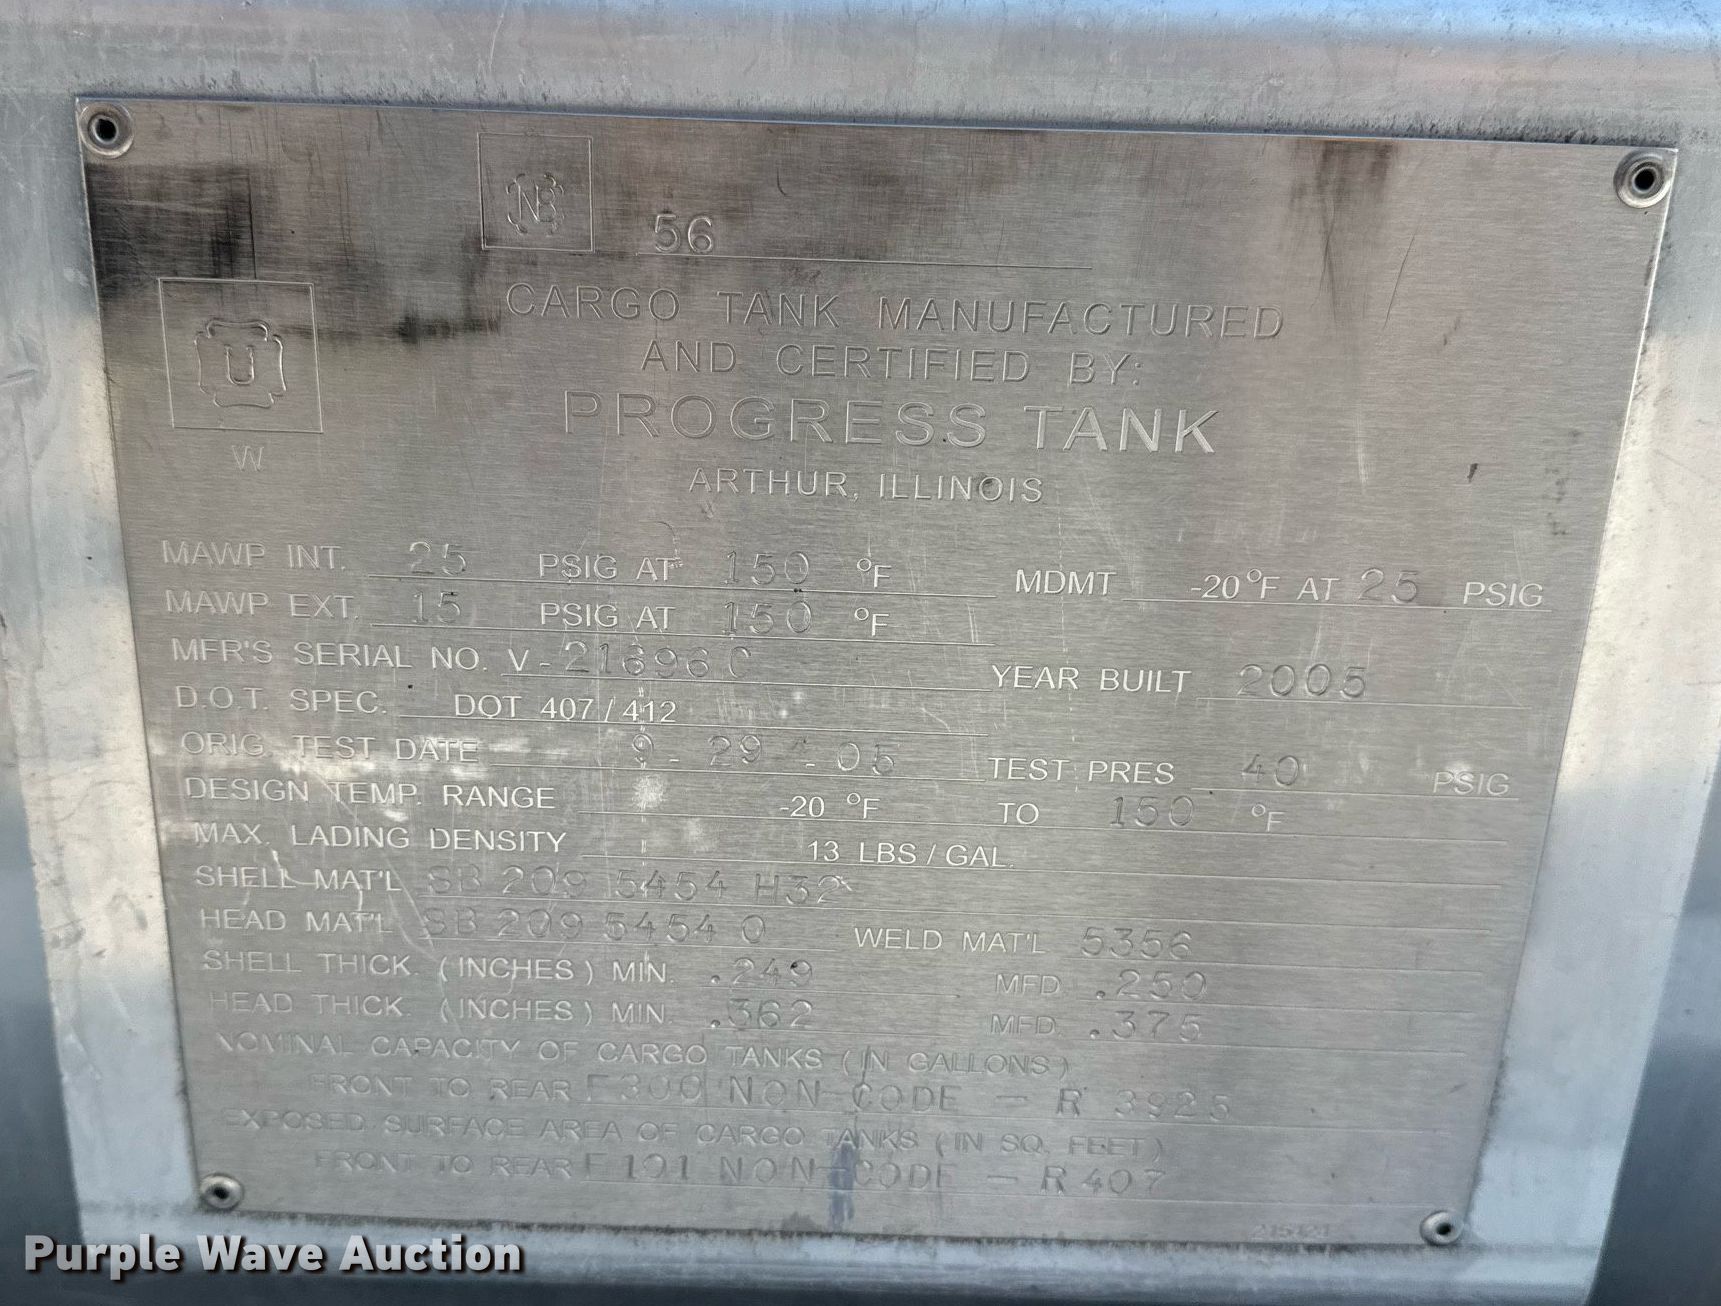 NB 56
CARGO TANK MANUFACTURED
AND CERTIFIED BY:
U
PROGRESS TANK
W
ARTHUR, ILLINOIS
MAWP INT. 25 PSIG AT 150 °F MDMT -20°F AT 25 PSIG
MAWP EXT. 15 PSIG AT 150 °F
MFR'S SERIAL NO. V-21696C YEAR BUILT 2005
D.O.T. SPEC. DOT 407/412
ORIG. TEST DATE 9-29-05 TEST PRES 40 PSIG
DESIGN TEMP. RANGE -20 °F TO 150 °F
MAX. LADING DENSITY 13 LBS/GAL.
SHELL MAT'L SB 209 5454 H32
HEAD MAT'L SB 209 5454 0 WELD MAT'L 5356
SHELL THICK. (INCHES) MIN. .249 MFD. .250
HEAD THICK. (INCHES) MIN. .362 MFD. .375
NOMINAL CAPACITY OF CARGO TANKS (IN GALLONS)
FRONT TO REAR F 300 NON-CODE - R 3925
EXPOSED SURFACE AREA OF CARGO TANKS (IN SQ. FEET)
FRONT TO REAR F 101 NON-CODE - R 407
Purple Wave Auction